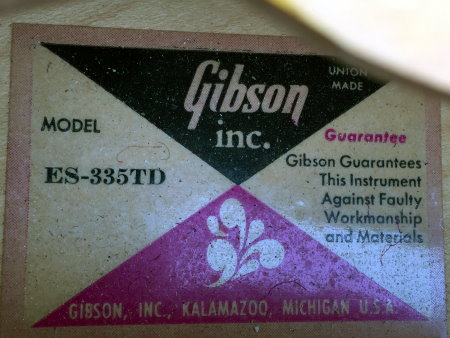 Gibson
inc.
UNION
MADE
MODEL
ES-335TD
Guarantee
Gibson Guarantees
This Instrument
Against Faulty
Workmanship
and Materials
GIBSON, INC., KALAMAZOO, MICHIGAN U.S.A.